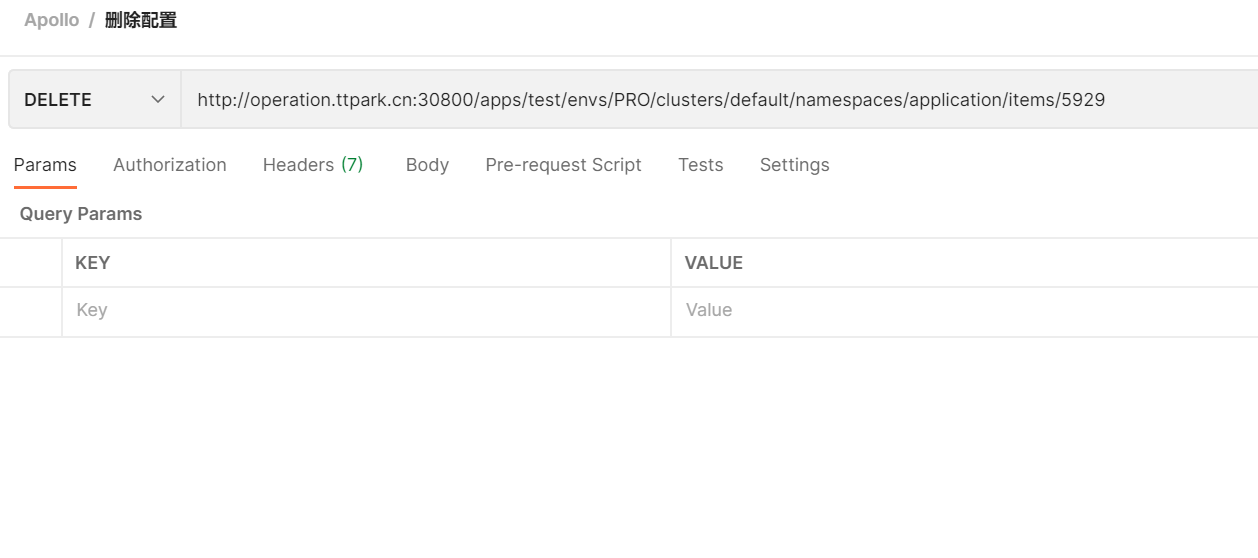 Apollo / 删除配置
DELETE http://operation.ttpark.cn:30800/apps/test/envs/PRO/clusters/default/namespaces/application/items/5929
Params Authorization Headers (7) Body Pre-request Script Tests Settings
Query Params
KEY VALUE
Key Value